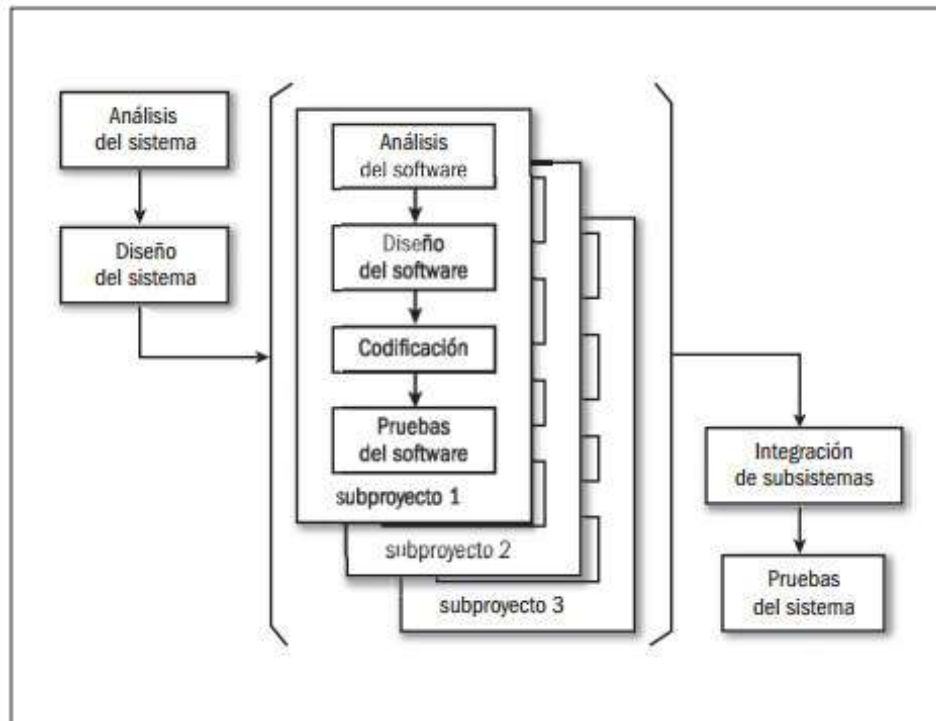 Análisis
del sistema
Diseño
del sistema
Análisis
del software
Diseño
del software
Codificación
Pruebas
del software
subproyecto 1
subproyecto 2
subproyecto 3
Integración
de subsistemas
Pruebas
del sistema